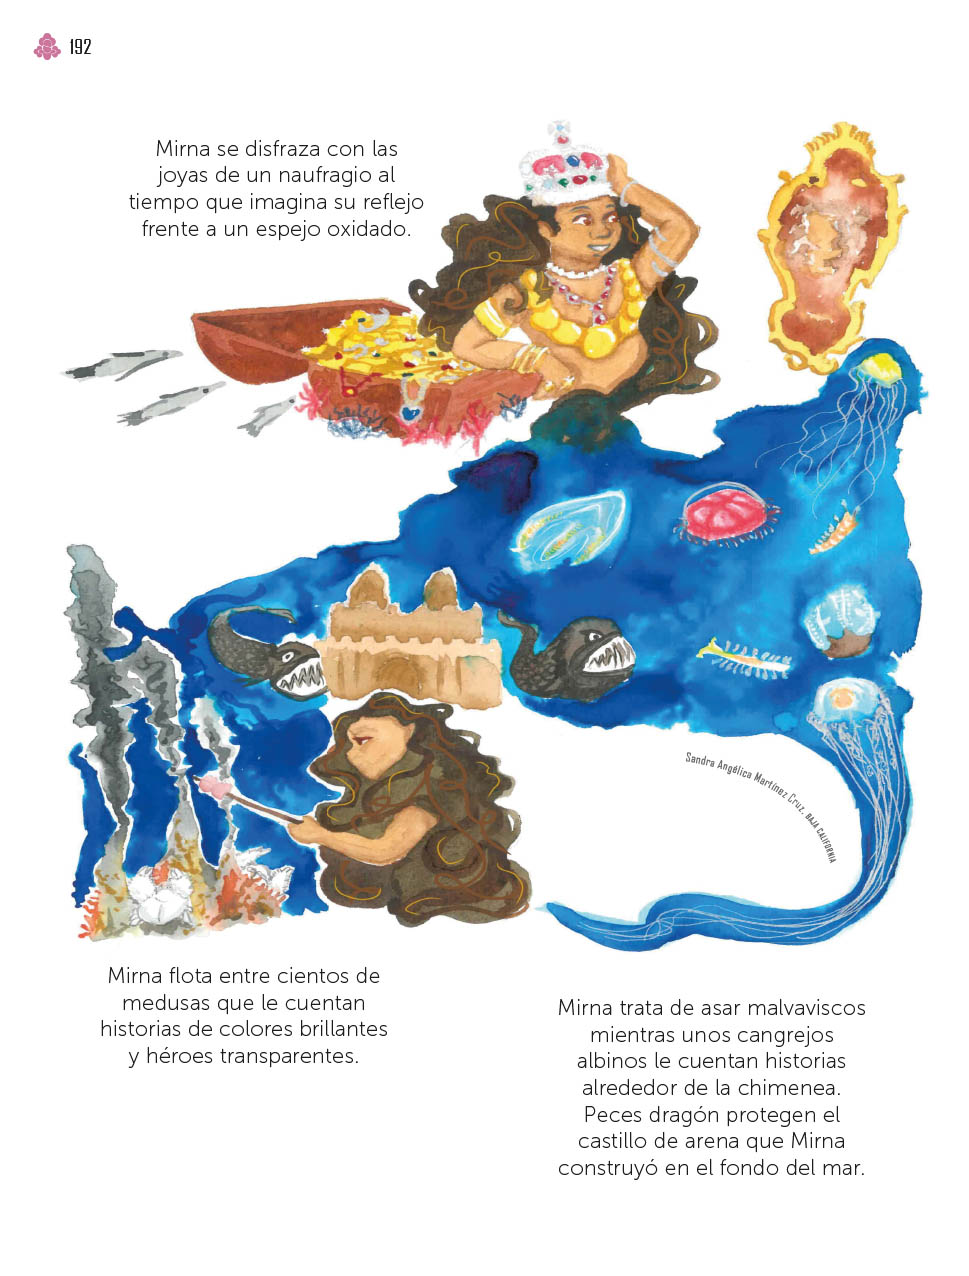 192
Mirna se disfraza con las
joyas de un naufragio al
tiempo que imagina su reflejo
frente a un espejo oxidado.
Sandra Angélica Martínez Cruz, BAJA CALIFORNIA
Mirna flota entre cientos de
medusas que le cuentan
historias de colores brillantes
y héroes transparentes.
Mirna trata de asar malvaviscos
mientras unos cangrejos
albinos le cuentan historias
alrededor de la chimenea.
Peces dragón protegen el
castillo de arena que Mirna
construyó en el fondo del mar.